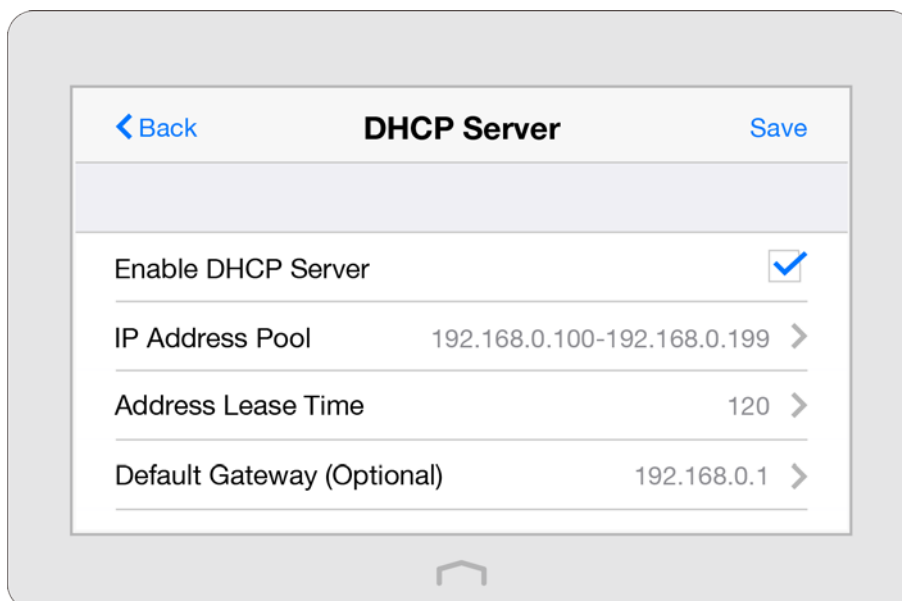 Back DHCP Server Save
Enable DHCP Server
IP Address Pool 192.168.0.100-192.168.0.199
Address Lease Time 120
Default Gateway (Optional) 192.168.0.1